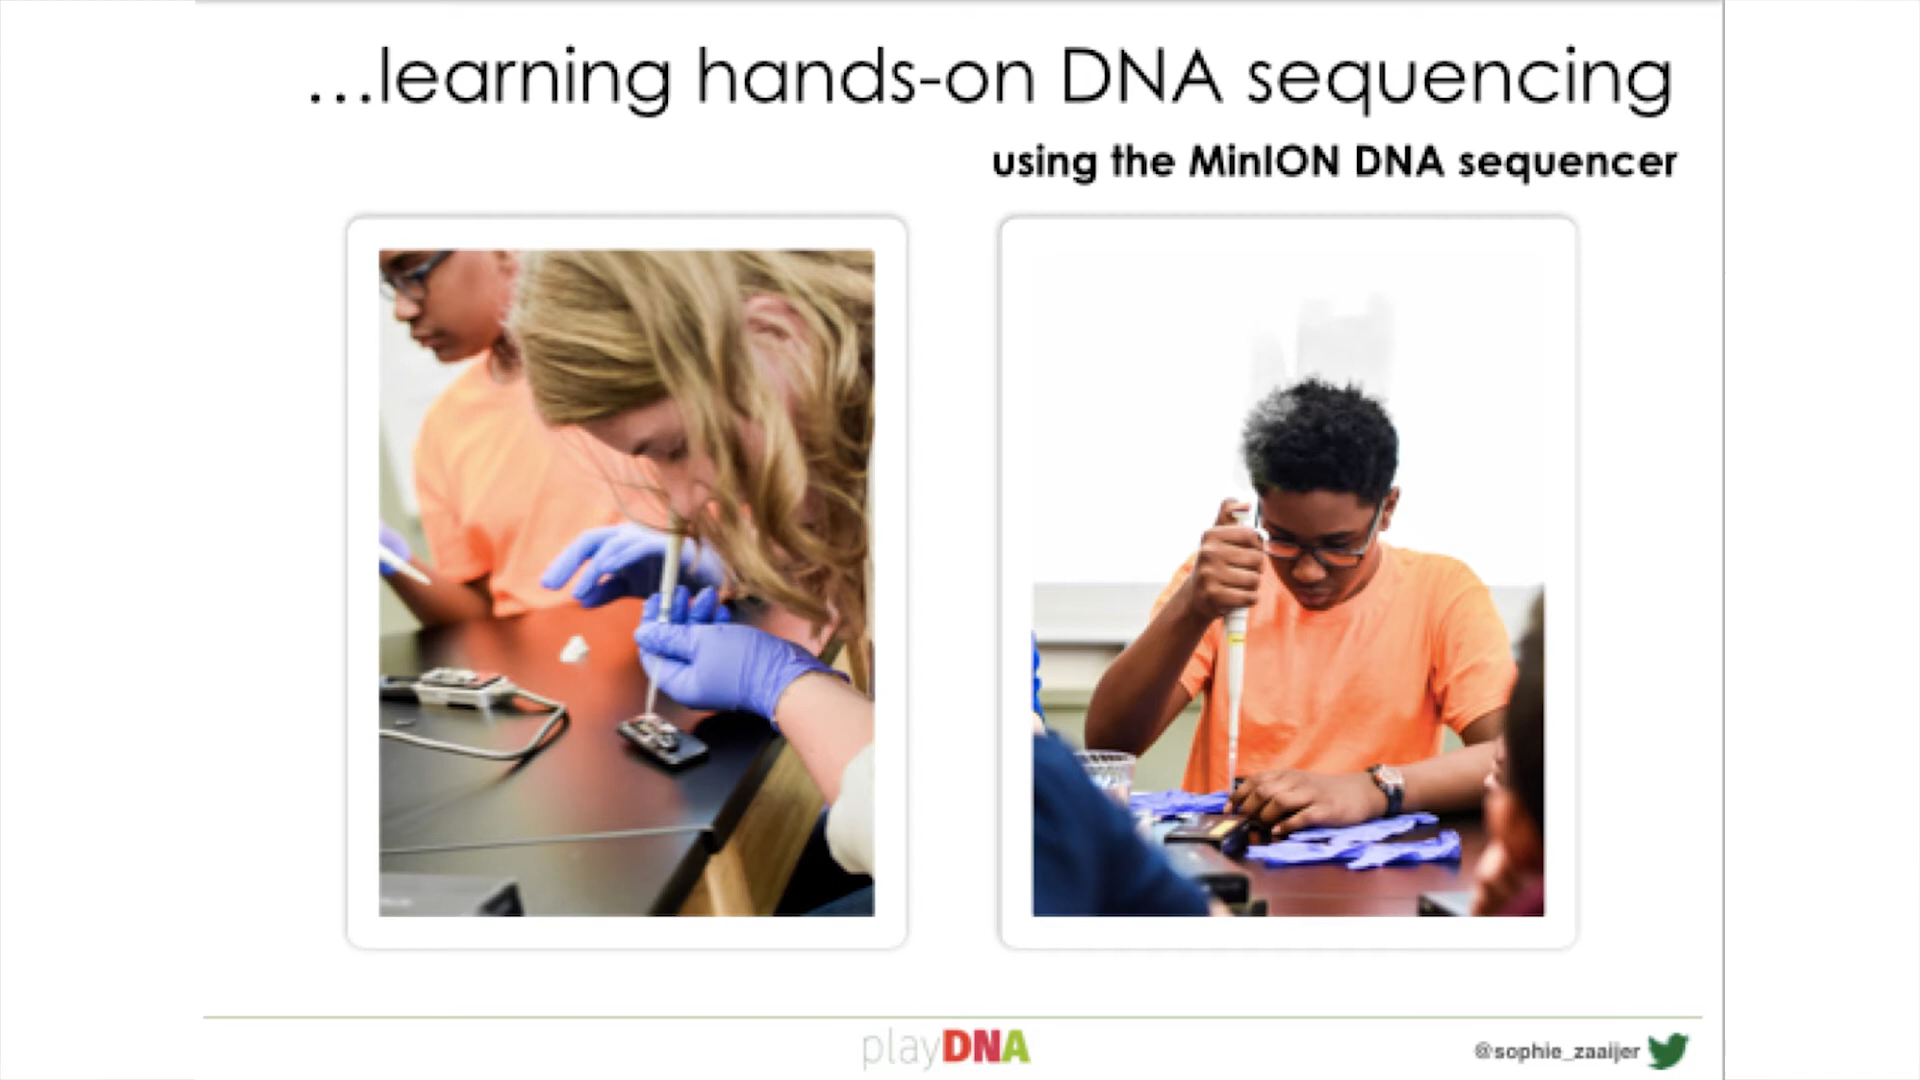 ...learning hands-on DNA sequencing
using the MinION DNA sequencer
playDNA
@sophie_zaaijer